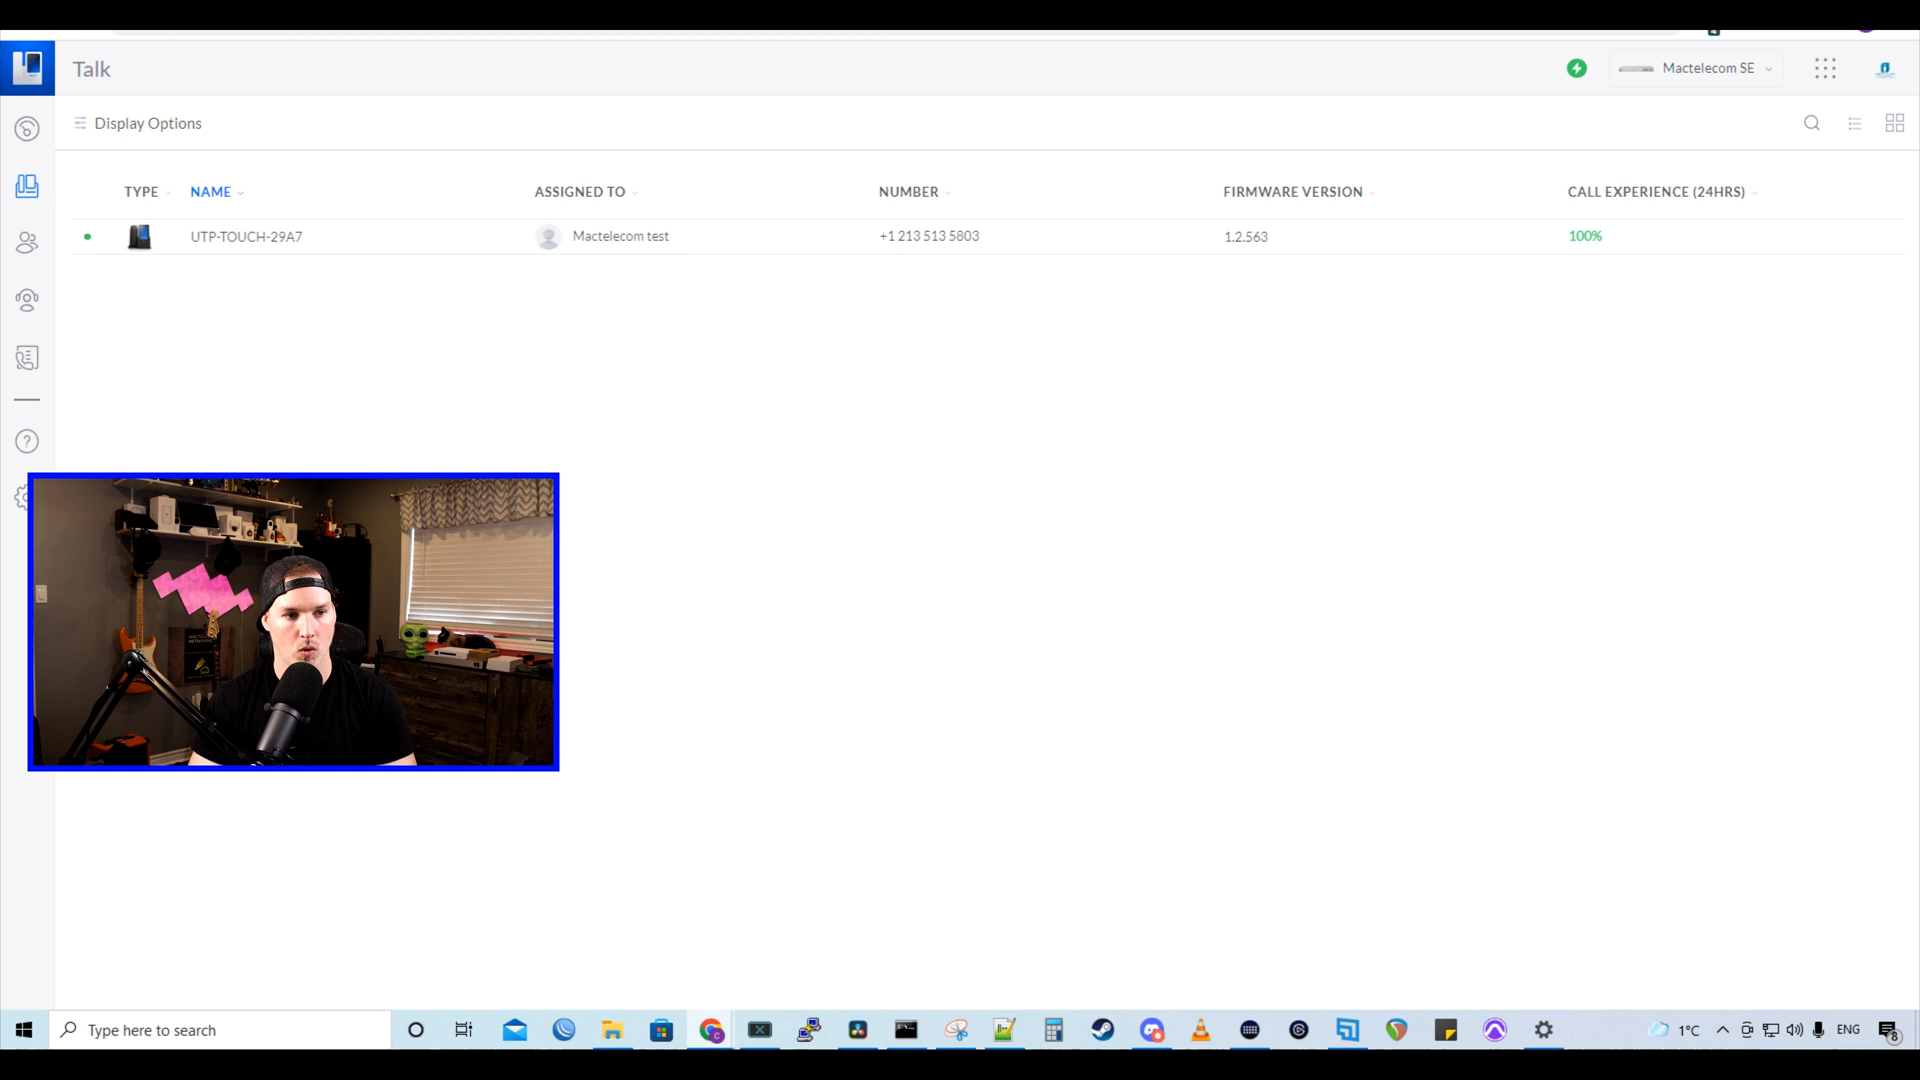 Talk
Mactelecom SE
Display Options
TYPE NAME ASSIGNED TO NUMBER FIRMWARE VERSION CALL EXPERIENCE (24HRS)
UTP-TOUCH-29A7 Mactelecom test +1 213 513 5803 1.2.563 100%
Type here to search
1°C ENG 8